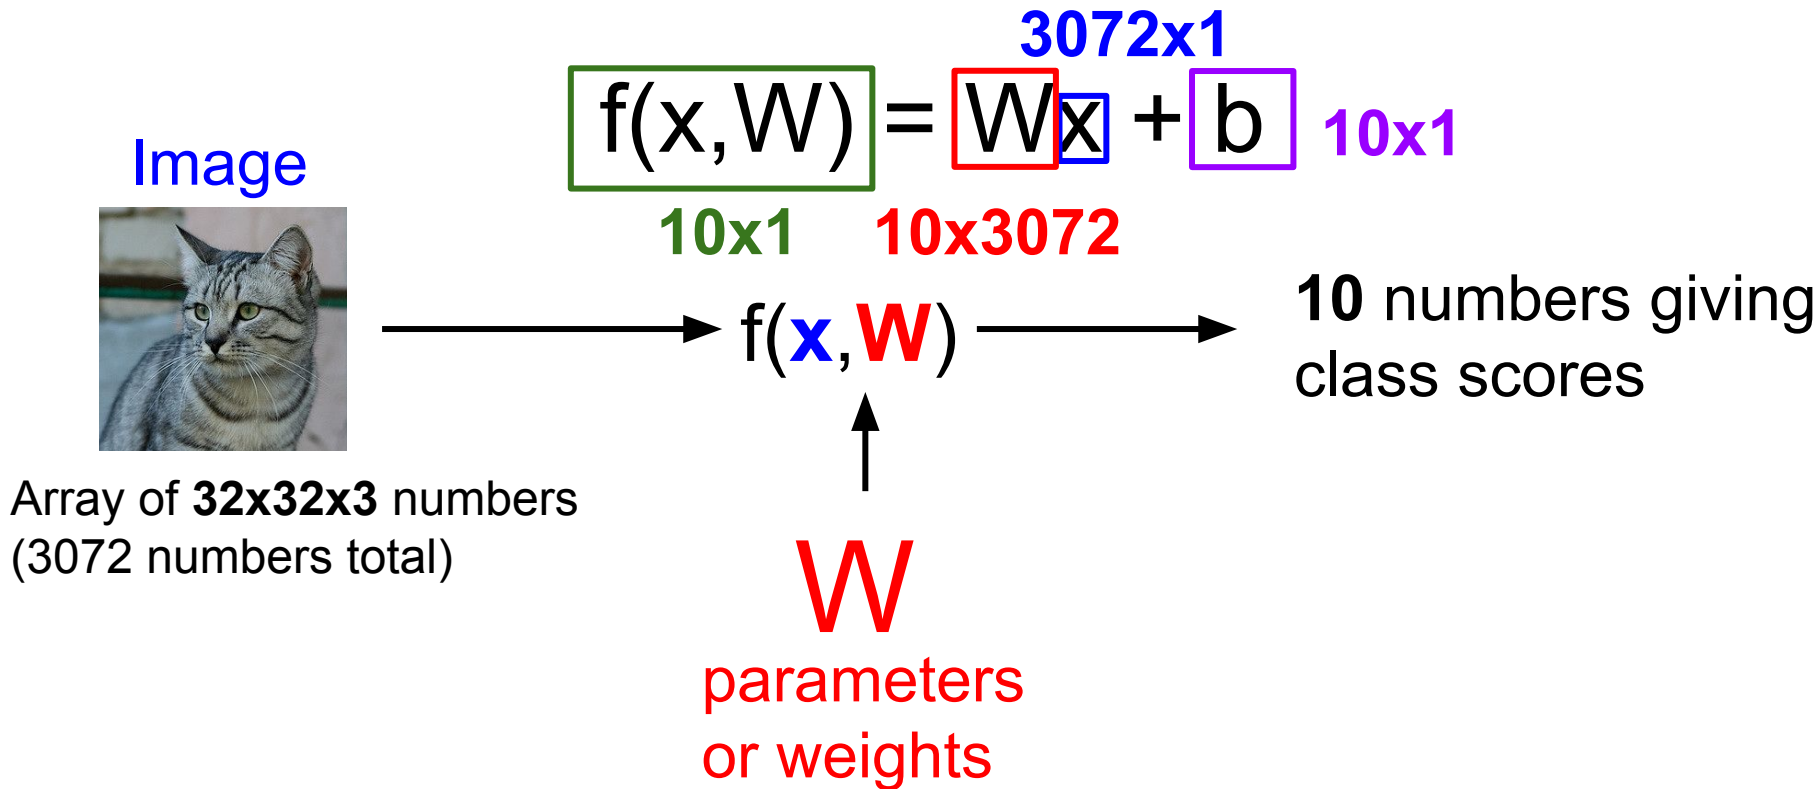 3072x1
f(x,W) = Wx + b 10x1
Image
10x1 10x3072
f(x,W)
10 numbers giving
class scores
Array of 32x32x3 numbers
(3072 numbers total)
W
parameters
or weights